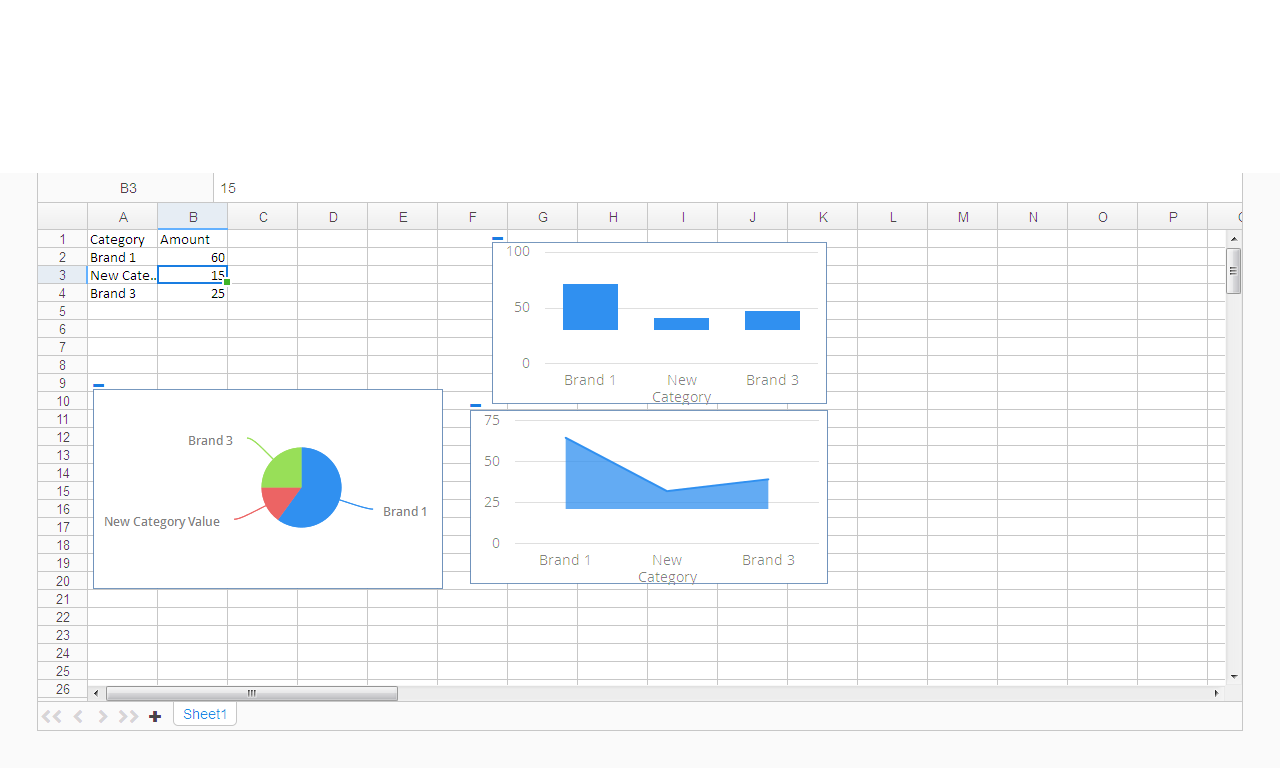 B3 15
A B C D E F G H I J K L M N O P
1 Category Amount
2 Brand 1 60
3 New Cate.. 15
4 Brand 3 25
5
6
7
8
9
10
11
12
13
14
15
16
17
18
19
20
21
22
23
24
25
26
100
50
0
Brand 1 New Brand 3
Category
Brand 3
New Category Value
Brand 1
75
50
25
0
Brand 1 New Brand 3
Category
Sheet1